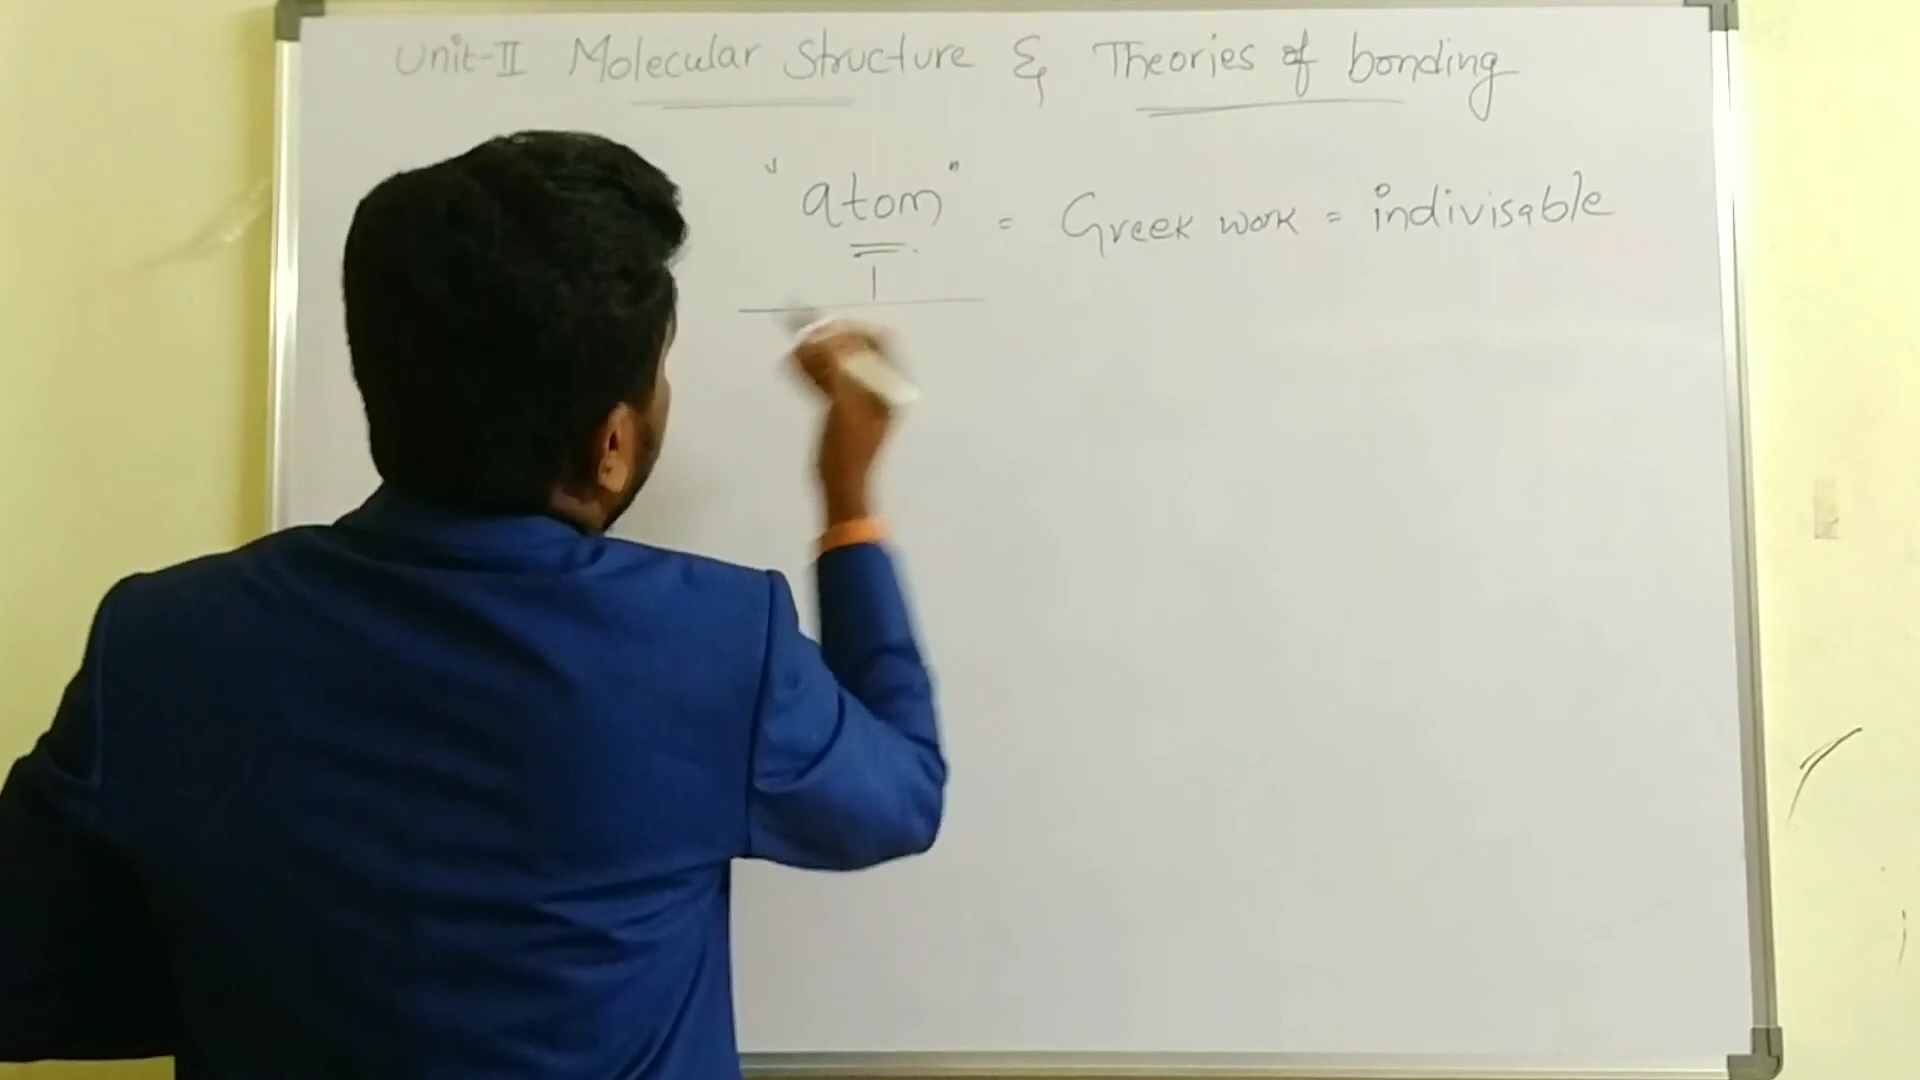 Unit-II Molecular Structure & Theories of bonding
"atom" = Greek work = indivisable